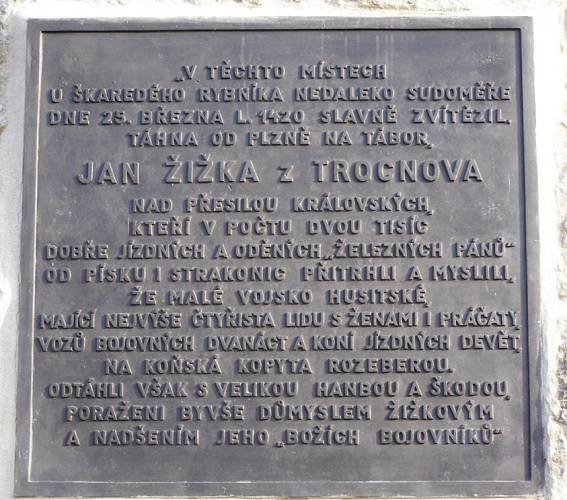 „V TĚCHTO MÍSTECH
U ŠKAREDÉHO RYBNÍKA NEDALEKO SUDOMĚŘE
DNE 25. BŘEZNA L. 1420 SLAVNĚ ZVÍTĚZIL,
TÁHNA OD PLZNĚ NA TÁBOR,
JAN ŽIŽKA z TROCNOVA
NAD PŘESILOU KRÁLOVSKÝCH,
KTEŘÍ V POČTU DVOU TISÍC
DOBŘE JÍZDNÝCH A ODĚNÝCH „ŽELEZNÝCH PÁNŮ“
OD PÍSKU I STRAKONIC PŘITRHLI A MYSLILI,
ŽE MALÉ VOJSKO HUSITSKÉ,
MAJÍCÍ NEJVÝŠE ČTYŘISTA LIDU S ŽENAMI I PRÁČATY,
VOZŮ BOJOVNÝCH DVANÁCT A KONÍ JÍZDNÝCH DEVĚT,
NA KOŇSKÁ KOPYTA ROZEBEROU.
ODTÁHLI VŠAK S VELIKOU HANBOU A ŠKODOU,
PORAŽENI BYVŠE DŮMYSLEM ŽIŽKOVÝM
A NADŠENÍM JEHO „BOŽÍCH BOJOVNÍKŮ“